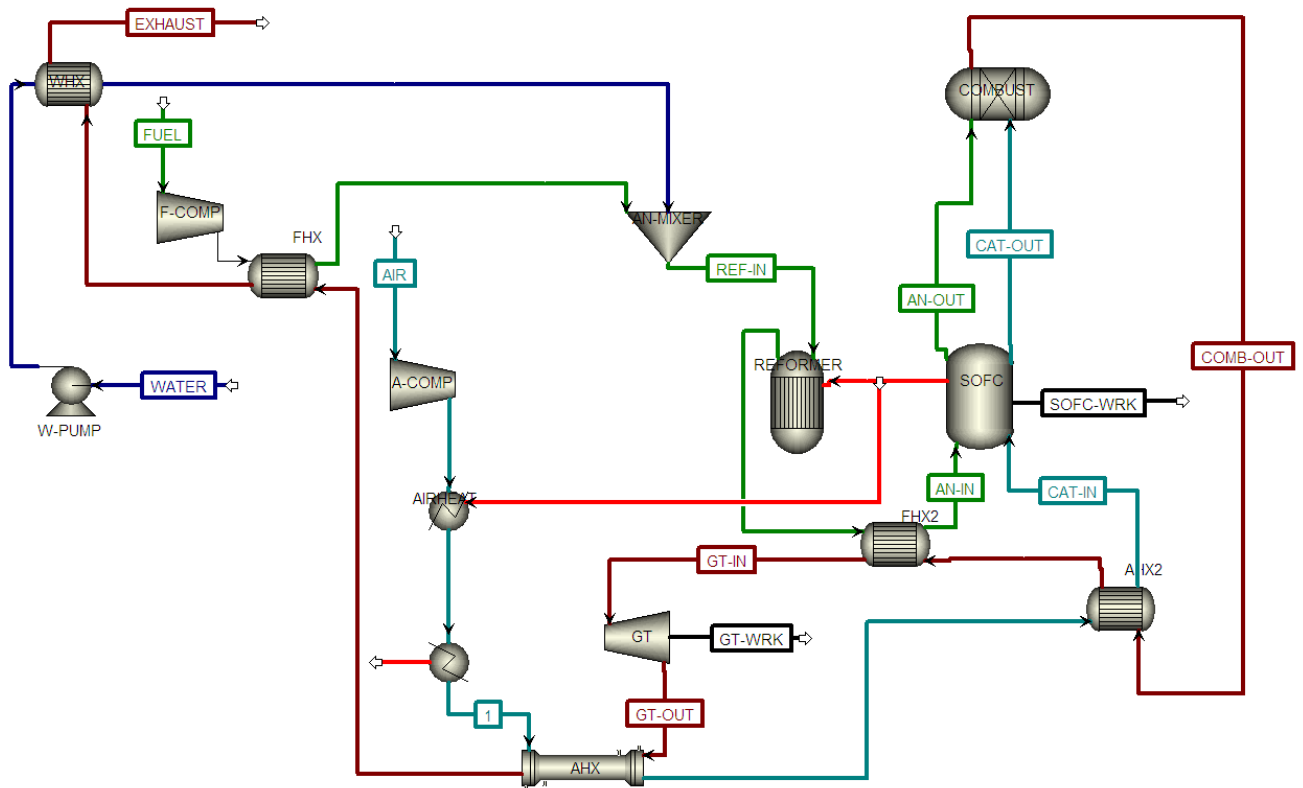 EXHAUST
WHX
COMBUST
FUEL
F-COMP
AN-MIXER
FHX
CAT-OUT
REF-IN
AIR
AN-OUT
COMB-OUT
REFORMER
A-COMP
SOFC
WATER
SOFC-WRK
W-PUMP
AN-IN
CAT-IN
AIRHEAT
FHX2
GT-IN
AHX2
GT
GT-WRK
1
GT-OUT
AHX